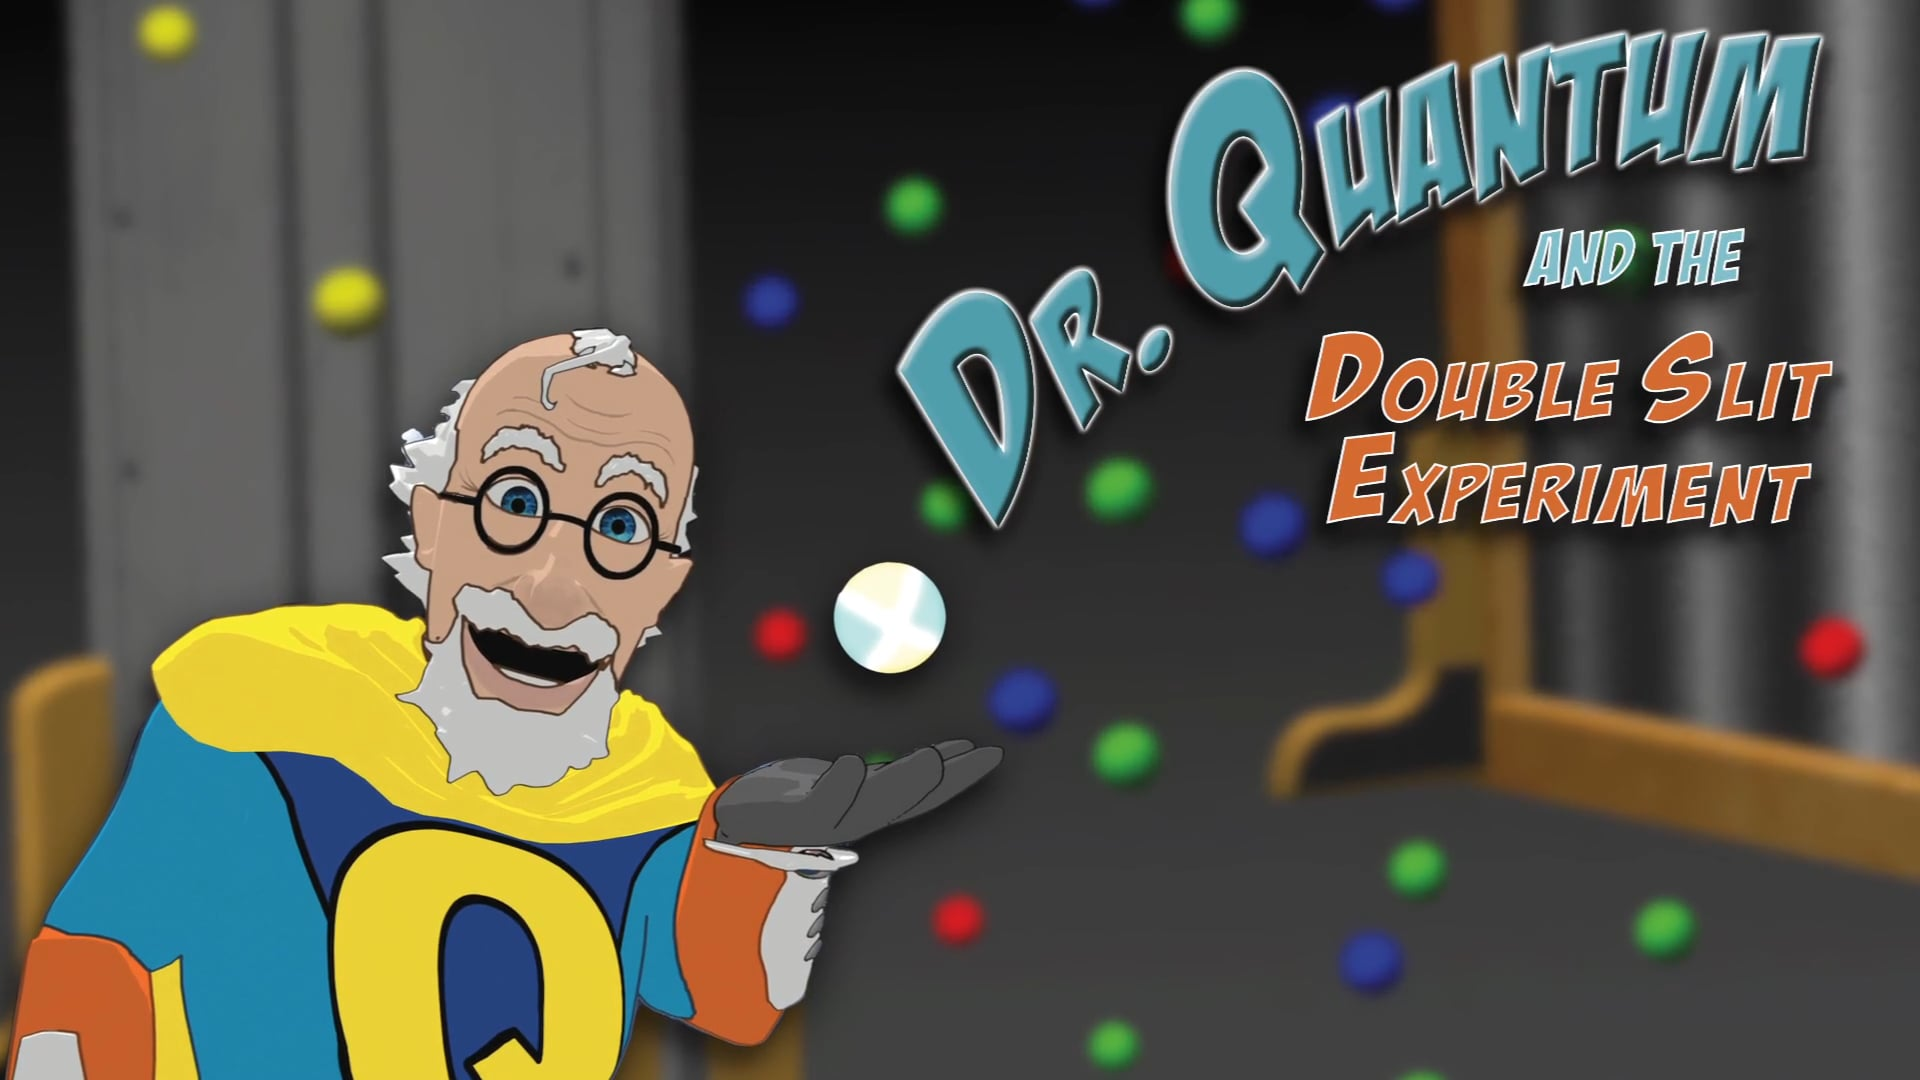 DR. QUANTUM
AND THE
DOUBLE SLIT
EXPERIMENT
Q